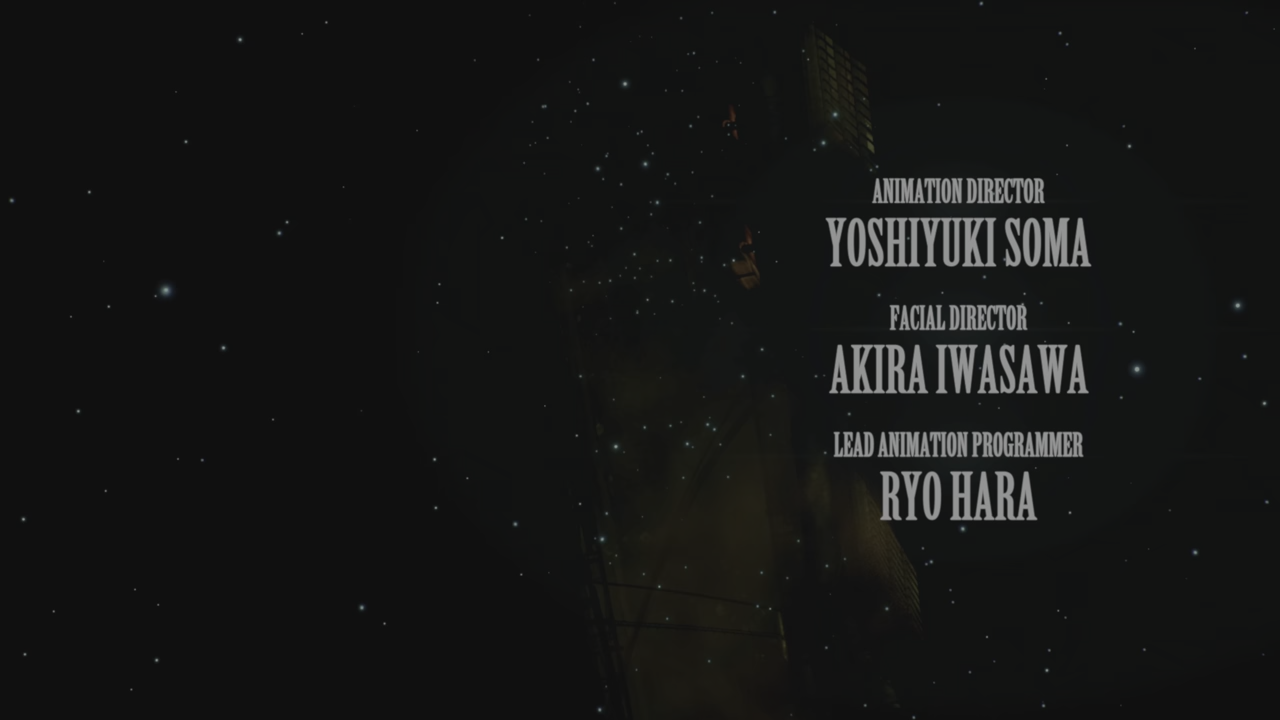 ANIMATION DIRECTOR
YOSHIYUKI SOMA
FACIAL DIRECTOR
AKIRA IWASAWA
LEAD ANIMATION PROGRAMMER
RYO HARA